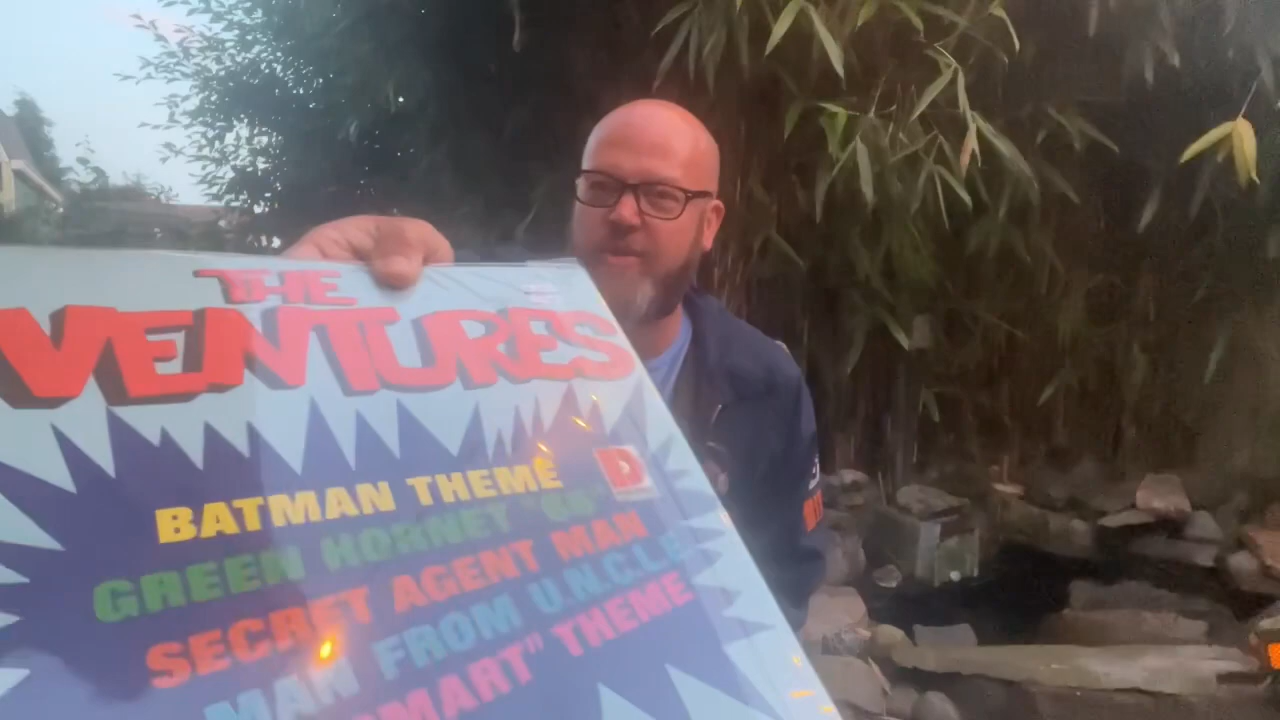 THE
VENTURES
D
BATMAN THEME
GREEN HORNET "66"
SECRET AGENT MAN
MAN FROM U.N.C.L.E
SMART" THEME